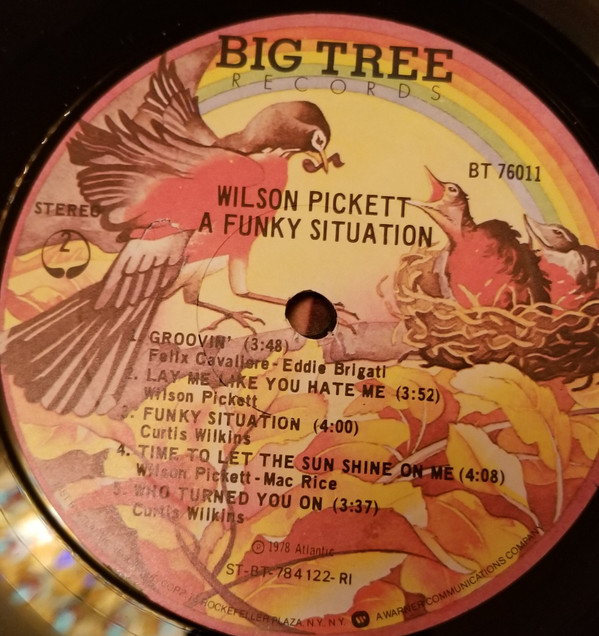 BIG TREE
RECORDS
BT 76011
WILSON PICKETT
A FUNKY SITUATION
STEREO
2
1. GROOVIN' (3:48)
Felix Cavaliere - Eddie Brigati
2. LAY ME LIKE YOU HATE ME (3:52)
Wilson Pickett
3. FUNKY SITUATION (4:00)
Curtis Wilkins
4. TIME TO LET THE SUN SHINE ON ME (4:08)
Wilson Pickett - Mac Rice
5. WHO TURNED YOU ON (3:37)
Curtis Wilkins
℗ 1978 Atlantic
ST-BT-784122-RI
ROCKEFELLER PLAZA, N.Y. N.Y. A WARNER COMMUNICATIONS COMPANY